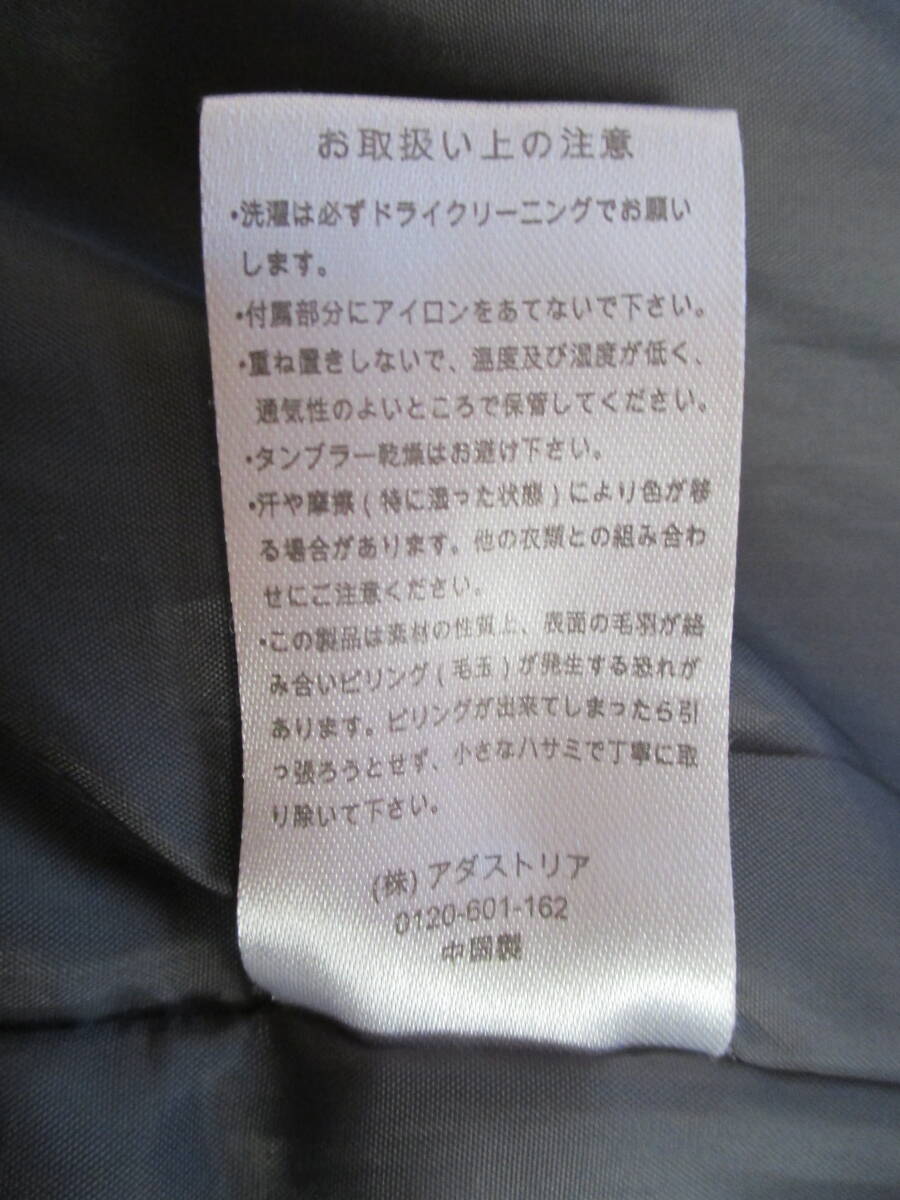 お取扱い上の注意
・洗濯は必ずドライクリーニングでお願い
します。
・付属部分にアイロンをあてないで下さい。
・重ね置きしないで、温度及び湿度が低く、
通気性のよいところで保管してください。
・タンブラー乾燥はお避け下さい。
・汗や摩擦(特に湿った状態)により色が移
る場合があります。他の衣類との組み合わ
せにご注意ください。
・この製品は素材の性質上、表面の毛羽が絡
み合いピリング(毛玉)が発生する恐れが
あります。ピリングが出来てしまったら引
っ張ろうとせず、小さなハサミで丁寧に取
り除いて下さい。
(株)アダストリア
0120-601-162
中国製